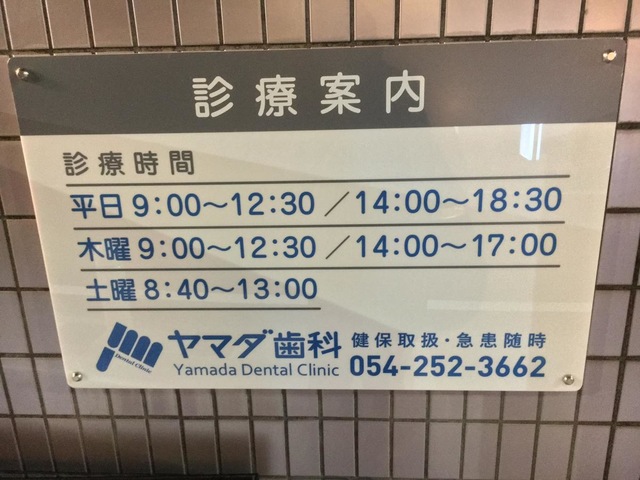 診療案内
診療時間
平日 9:00〜12:30 ／14:00〜18:30
木曜 9:00〜12:30 ／14:00〜17:00
土曜 8:40〜13:00
Dental Clinic
ヤマダ歯科 健保取扱・急患随時
Yamada Dental Clinic 054-252-3662